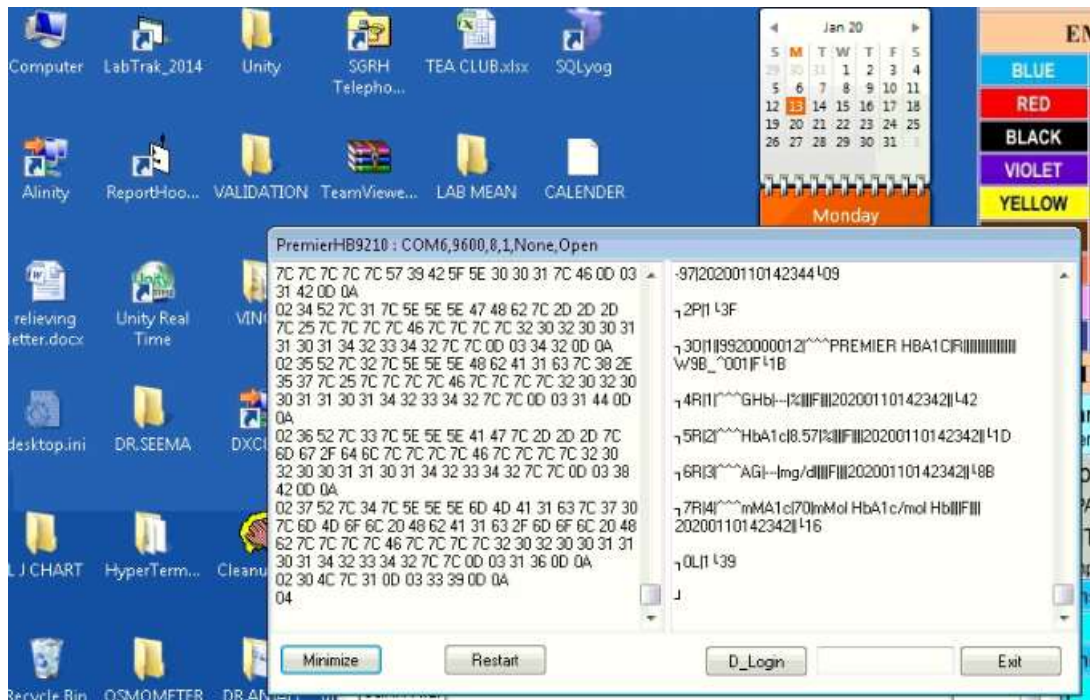 Computer
LabTrak_2014
Unity
SGRH
Telepho...
TEA CLUB.xlsx
SQLyog
Alinity
ReportHoo...
VALIDATION
TeamViewe...
LAB MEAN
CALENDER
relieving
letter.docx
Unity Real
Time
desktop.ini
DR.SEEMA
L J CHART
HyperTerm...
Recycle Bin
OSMOMETER
Jan 20
S M T W T F S
29 30 31 1 2 3 4
5 6 7 8 9 10 11
12 13 14 15 16 17 18
19 20 21 22 23 24 25
26 27 28 29 30 31
Monday
BLUE
RED
BLACK
VIOLET
YELLOW
PremierHB9210 : COM6,9600,8,1,None,Open
7C 7C 7C 7C 7C 57 39 42 5F 5E 30 30 31 7C 46 0D 03
31 42 0D 0A
02 34 52 7C 31 7C 5E 5E 5E 47 48 62 7C 2D 2D 2D
7C 25 7C 7C 7C 7C 46 7C 7C 7C 7C 32 30 32 30 30 31
31 30 31 34 32 33 34 32 7C 7C 0D 03 34 32 0D 0A
02 35 52 7C 32 7C 5E 5E 5E 48 62 41 31 63 7C 38 2E
35 37 7C 25 7C 7C 7C 7C 46 7C 7C 7C 7C 32 30 32 30
30 31 31 30 31 34 32 33 34 32 7C 7C 0D 03 31 44 0D
0A
02 36 52 7C 33 7C 5E 5E 5E 41 47 7C 2D 2D 2D 7C
6D 67 2F 64 6C 7C 7C 7C 7C 46 7C 7C 7C 7C 32 30
32 30 30 31 31 30 31 34 32 33 34 32 7C 7C 0D 03 38
42 0D 0A
02 37 52 7C 34 7C 5E 5E 5E 6D 4D 41 31 63 7C 37 30
7C 6D 4D 6F 6C 20 48 62 41 31 63 2F 6D 6F 6C 20 48
62 7C 7C 7C 7C 46 7C 7C 7C 7C 32 30 32 30 30 31 31
30 31 34 32 33 34 32 7C 7C 0D 03 31 36 0D 0A
02 30 4C 7C 31 0D 03 33 39 0D 0A
04
-97|20200110142344└09
┐2P|1└3F
┐3O|1||9920000012|^^^PREMIER HBA1C|R||||||||||||||||
W9B_^001|F└1B
┐4R|1|^^^GHb|---|%||||F||||20200110142342||└42
┐5R|2|^^^HbA1c|8.57|%||||F||||20200110142342||└1D
┐6R|3|^^^AG|---|mg/dl||||F||||20200110142342||└8B
┐7R|4|^^^mMA1c|70|mMol HbA1c/mol Hb||||F||||
20200110142342||└16
┐0L|1└39
┘
Minimize
Restart
D_Login
Exit